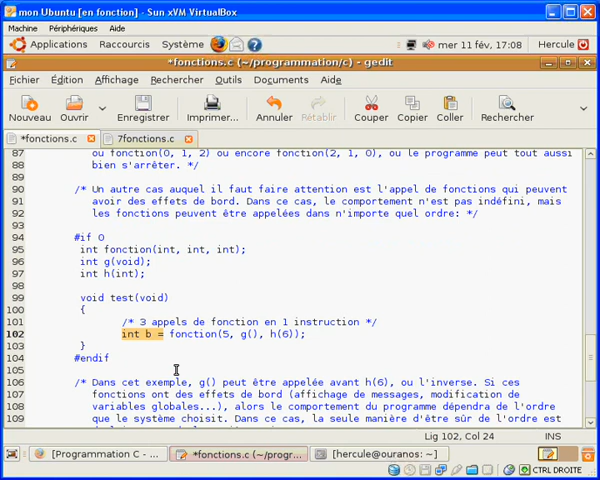 mon Ubuntu [en fonction] - Sun xVM VirtualBox
Machine Périphériques Aide
Applications Raccourcis Système mer 11 fév, 17:08 Hercule
*fonctions.c (~/programmation/c) - gedit
Fichier Édition Affichage Rechercher Outils Documents Aide
Nouveau Ouvrir Enregistrer Imprimer... Annuler Rétablir Couper Copier Coller Rechercher
*fonctions.c 7fonctions.c
87 ou fonction(0, 1, 2) ou encore fonction(2, 1, 0), ou le programme peut tout aussi
88 bien s'arrêter. */
89
90 /* Un autre cas auquel il faut faire attention est l'appel de fonctions qui peuvent
91 avoir des effets de bord. Dans ce cas, le comportement n'est pas indéfini, mais
92 les fonctions peuvent être appelées dans n'importe quel ordre: */
93
94 #if 0
95 int fonction(int, int, int);
96 int g(void);
97 int h(int);
98
99 void test(void)
100 {
101 /* 3 appels de fonction en 1 instruction */
102 int b = fonction(5, g(), h(6));
103 }
104 #endif
105
106 /* Dans cet exemple, g() peut être appelée avant h(6), ou l'inverse. Si ces
107 fonctions ont des effets de bord (affichage de messages, modification de
108 variables globales...), alors le comportement du programme dépendra de l'ordre
109 que le système choisit. Dans ce cas, la seule manière d'être sûr de l'ordre est
Lig 102, Col 24 INS
[Programmation C - ... *fonctions.c (~/progr... [hercule@ouranos: ~]
CTRL DROITE